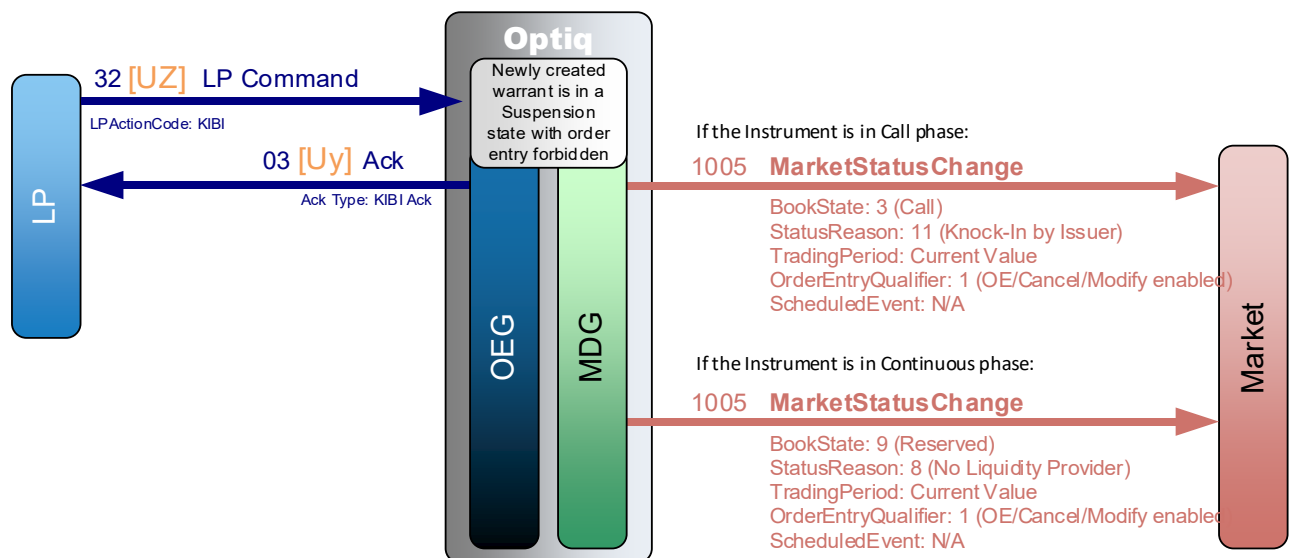 Optiq
Newly created
warrant is in a
Suspension
state with order
entry forbidden
32 [UZ] LP Command
LPActionCode: KIBI
03 [Uy] Ack
Ack Type: KIBI Ack
LP
OEG
MDG
If the Instrument is in Call phase:
1005 MarketStatusChange
BookState: 3 (Call)
StatusReason: 11 (Knock-In by Issuer)
TradingPeriod: Current Value
OrderEntryQualifier: 1 (OE/Cancel/Modify enabled)
ScheduledEvent: N/A
If the Instrument is in Continuous phase:
1005 MarketStatusChange
BookState: 9 (Reserved)
StatusReason: 8 (No Liquidity Provider)
TradingPeriod: Current Value
OrderEntryQualifier: 1 (OE/Cancel/Modify enabled
ScheduledEvent: N/A
Market